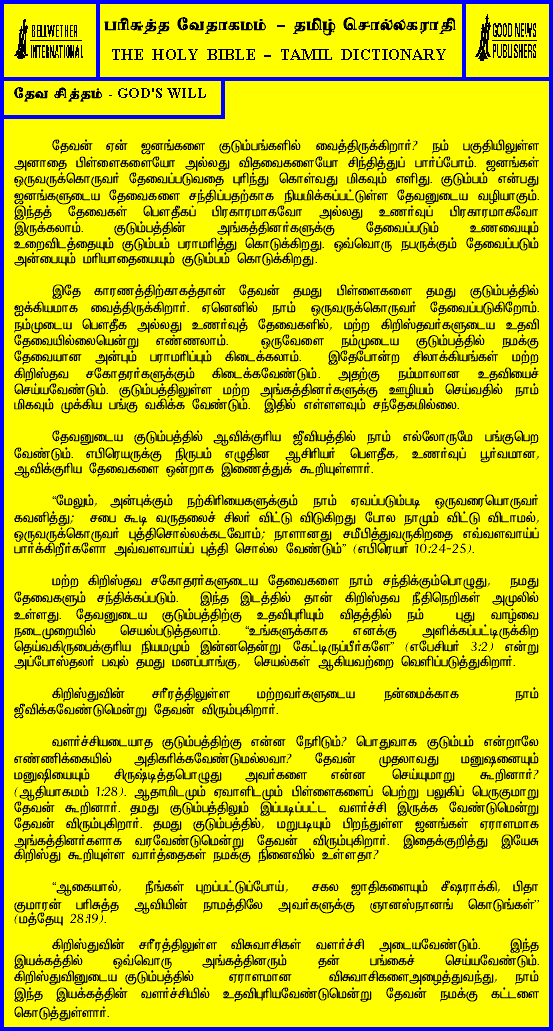 BELLWETHER
INTERNATIONAL
பரிசுத்த வேதாகமம் – தமிழ் சொல்லகராதி
THE HOLY BIBLE – TAMIL DICTIONARY
GOOD NEWS
PUBLISHERS
தேவ சித்தம் - GOD'S WILL
தேவன் ஏன் ஜனங்களை குடும்பங்களில் வைத்திருக்கிறார்? நம் பகுதியிலுள்ள
அனாதை பிள்ளைகளையோ அல்லது விதவைகளையோ சிந்தித்துப் பார்ப்போம். ஜனங்கள்
ஒருவருக்கொருவர் தேவைப்படுவதை புரிந்து கொள்வது மிகவும் எளிது. குடும்பம் என்பது
ஜனங்களுடைய தேவைகளை சந்திப்பதற்காக நியமிக்கப்பட்டுள்ள தேவனுடைய வழியாகும்.
இந்தத் தேவைகள் பௌதீகப் பிரகாரமாகவோ அல்லது உணர்வுப் பிரகாரமாகவோ
இருக்கலாம். குடும்பத்தின் அங்கத்தினர்களுக்கு தேவைப்படும் உணவையும்
உறைவிடத்தையும் குடும்பம் பராமரித்து கொடுக்கிறது. ஒவ்வொரு நபருக்கும் தேவைப்படும்
அன்பையும் மரியாதையையும் குடும்பம் கொடுக்கிறது.
இதே காரணத்திற்காகத்தான் தேவன் தமது பிள்ளைகளை தமது குடும்பத்தில்
ஐக்கியமாக வைத்திருக்கிறார். ஏனெனில் நாம் ஒருவருக்கொருவர் தேவைப்படுகிறோம்.
நம்முடைய பௌதீக அல்லது உணர்வுத் தேவைகளில், மற்ற கிறிஸ்தவர்களுடைய உதவி
தேவையில்லையென்று எண்ணலாம். ஒருவேளை நம்முடைய குடும்பத்தில் நமக்கு
தேவையான அன்பும் பராமரிப்பும் கிடைக்கலாம். இதேபோன்ற சிலாக்கியங்கள் மற்ற
கிறிஸ்தவ சகோதரர்களுக்கும் கிடைக்கவேண்டும். அதற்கு நம்மாலான உதவியைச்
செய்யவேண்டும். குடும்பத்திலுள்ள மற்ற அங்கத்தினர்களுக்கு ஊழியம் செய்வதில் நாம்
மிகவும் முக்கிய பங்கு வகிக்க வேண்டும். இதில் எள்ளளவும் சந்தேகமில்லை.
தேவனுடைய குடும்பத்தில் ஆவிக்குரிய ஜீவியத்தில் நாம் எல்லோருமே பங்குபெற
வேண்டும். எபிரெயருக்கு நிருபம் எழுதின ஆசிரியர் பௌதீக, உணர்வுப் பூர்வமான,
ஆவிக்குரிய தேவைகளை ஒன்றாக இணைத்துக் கூறியுள்ளார்.
“மேலும், அன்புக்கும் நற்கிரியைகளுக்கும் நாம் ஏவப்படும்படி ஒருவரையொருவர்
கவனித்து; சபை கூடி வருதலைச் சிலர் விட்டு விடுகிறது போல நாமும் விட்டு விடாமல்,
ஒருவருக்கொருவர் புத்திசொல்லக்கடவோம்; நாளானது சமீபித்துவருகிறதை எவ்வளவாய்ப்
பார்க்கிறீர்களோ அவ்வளவாய்ப் புத்தி சொல்ல வேண்டும்” (எபிரெயர் 10:24-25).
மற்ற கிறிஸ்தவ சகோதரர்களுடைய தேவைகளை நாம் சந்திக்கும்பொழுது, நமது
தேவைகளும் சந்திக்கப்படும். இந்த இடத்தில் தான் கிறிஸ்தவ நீதிநெறிகள் அமுலில்
உள்ளது. தேவனுடைய குடும்பத்திற்கு உதவிபுரியும் விதத்தில் நம் புது வாழ்வை
நடைமுறையில் செயல்படுத்தலாம். “உங்களுக்காக எனக்கு அளிக்கப்பட்டிருக்கிற
தெய்வகிருபைக்குரிய நியமமும் இன்னதென்று கேட்டிருப்பீர்களே” (எபேசியர் 3:2) என்று
அப்போஸ்தலர் பவுல் தமது மனப்பாங்கு, செயல்கள் ஆகியவற்றை வெளிப்படுத்துகிறார்.
கிறிஸ்துவின் சரீரத்திலுள்ள மற்றவர்களுடைய நன்மைக்காக நாம்
ஜீவிக்கவேண்டுமென்று தேவன் விரும்புகிறார்.
வளர்ச்சியடையாத குடும்பத்திற்கு என்ன நேரிடும்? பொதுவாக குடும்பம் என்றாலே
எண்ணிக்கையில் அதிகரிக்கவேண்டுமல்லவா? தேவன் முதலாவது மனுஷனையும்
மனுஷியையும் சிருஷ்டித்தபொழுது அவர்களை என்ன செய்யுமாறு கூறினார்?
(ஆதியாகமம் 1:28). ஆதாமிடமும் ஏவாளிடமும் பிள்ளைகளைப் பெற்று பலுகிப் பெருகுமாறு
தேவன் கூறினார். தமது குடும்பத்திலும் இப்படிப்பட்ட வளர்ச்சி இருக்க வேண்டுமென்று
தேவன் விரும்புகிறார். தமது குடும்பத்தில், மறுபடியும் பிறந்துள்ள ஜனங்கள் ஏராளமாக
அங்கத்தினர்களாக வரவேண்டுமென்று தேவன் விரும்புகிறார். இதைக்குறித்து இயேசு
கிறிஸ்து கூறியுள்ள வார்த்தைகள் நமக்கு நினைவில் உள்ளதா?
“ஆகையால், நீங்கள் புறப்பட்டுப்போய், சகல ஜாதிகளையும் சீஷராக்கி, பிதா
குமாரன் பரிசுத்த ஆவியின் நாமத்திலே அவர்களுக்கு ஞானஸ்நானங் கொடுங்கள்”
(மத்தேயு 28:19).
கிறிஸ்துவின் சரீரத்திலுள்ள விசுவாசிகள் வளர்ச்சி அடையவேண்டும். இந்த
இயக்கத்தில் ஒவ்வொரு அங்கத்தினரும் தன் பங்கைச் செய்யவேண்டும்.
கிறிஸ்துவினுடைய குடும்பத்தில் ஏராளமான விசுவாசிகளைஅழைத்துவந்து, நாம்
இந்த இயக்கத்தின் வளர்ச்சியில் உதவிபுரியவேண்டுமென்று தேவன் நமக்கு கட்டளை
கொடுத்துள்ளார்.